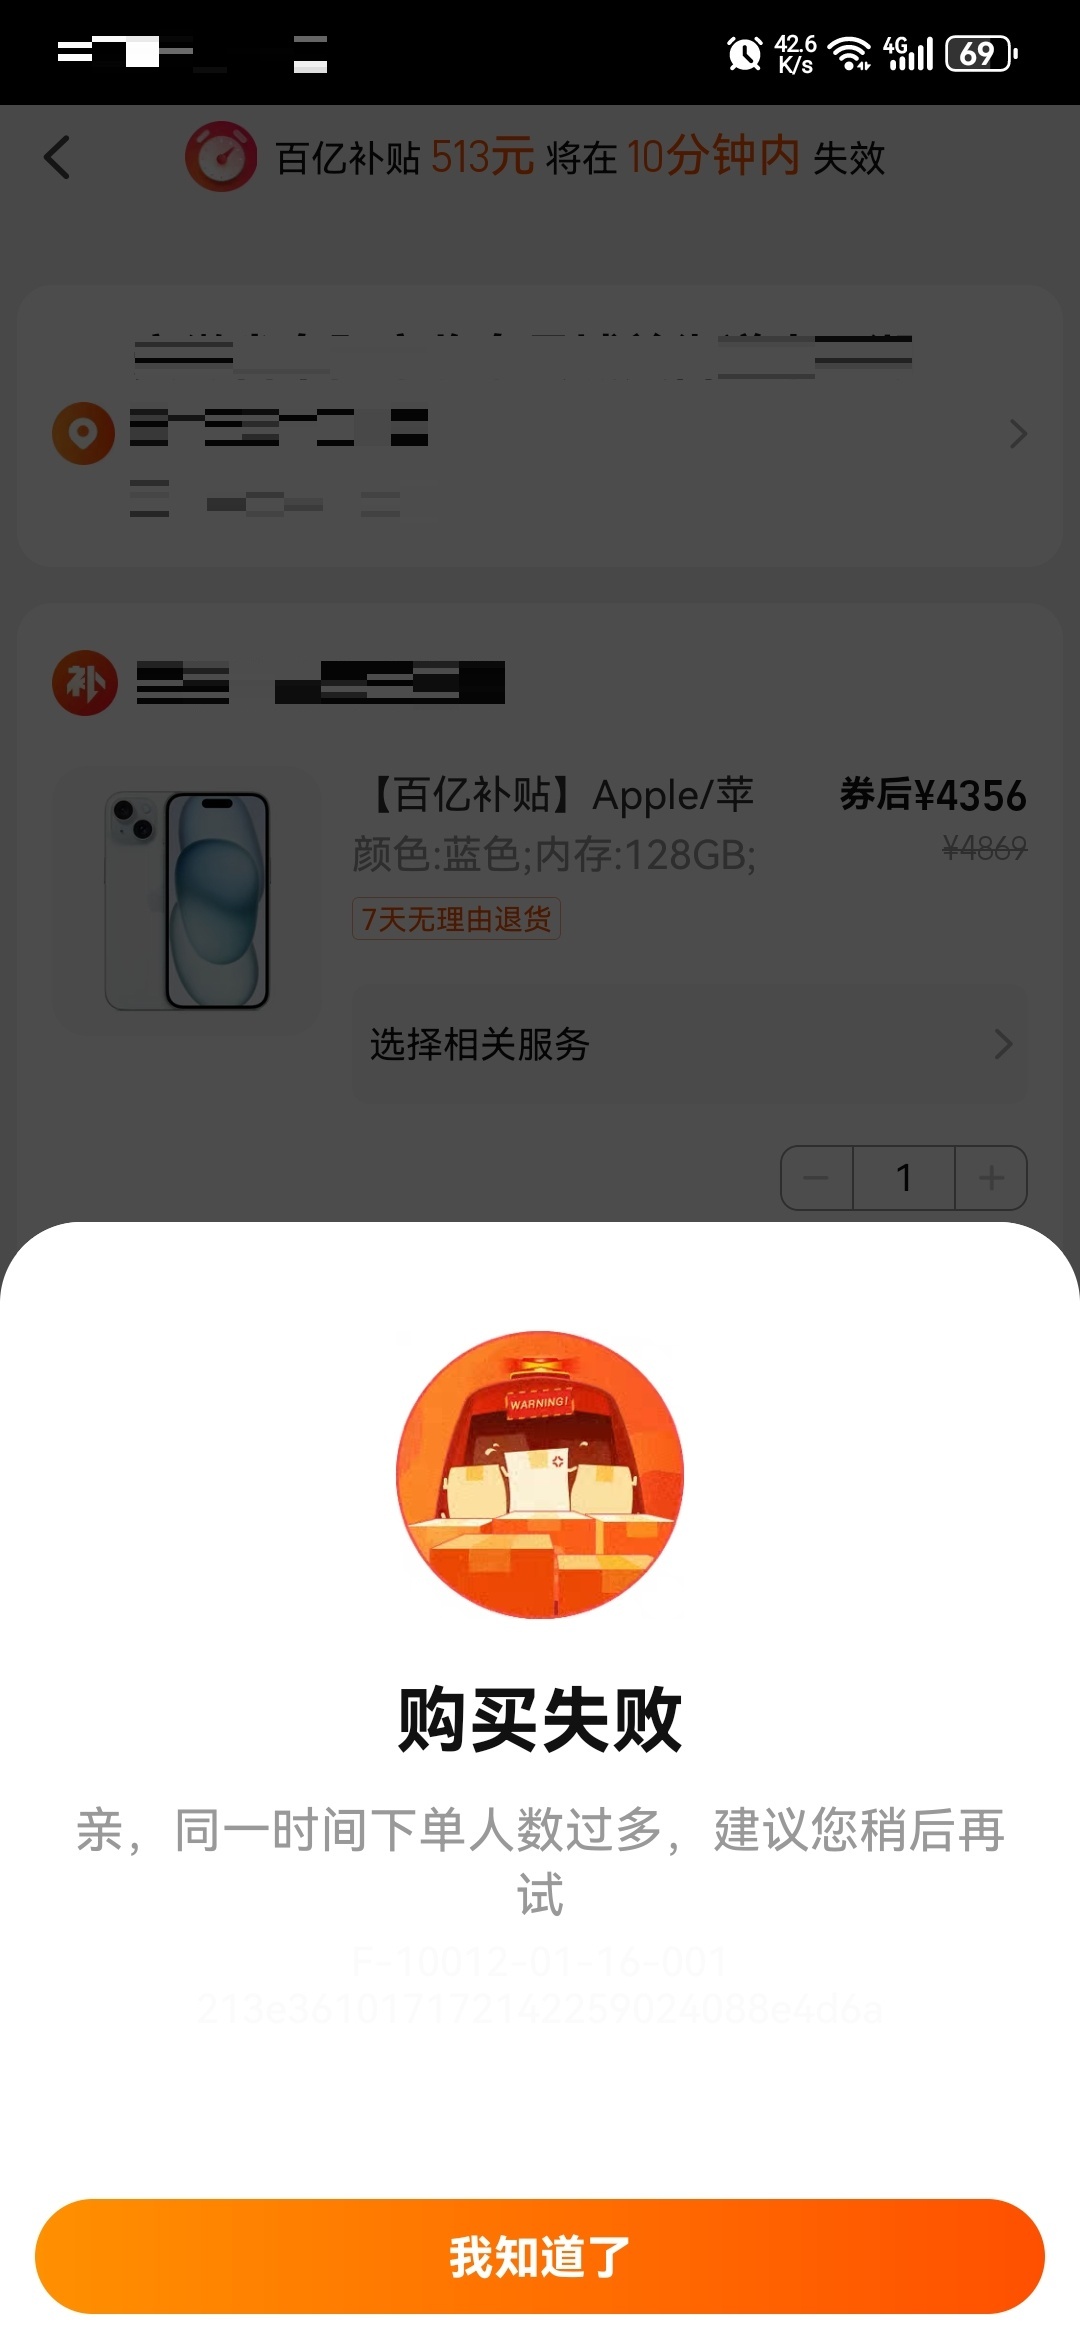 42.6
K/s
4G
69
百亿补贴 513元 将在 10分钟内 失效
补
【百亿补贴】Apple/苹
券后¥4356
颜色:蓝色;内存:128GB;
¥4869
7天无理由退货
选择相关服务
1
WARNING!
购买失败
亲，同一时间下单人数过多，建议您稍后再
试
F-10012-01-16-001
213e361017172142259024088e4d6a
我知道了